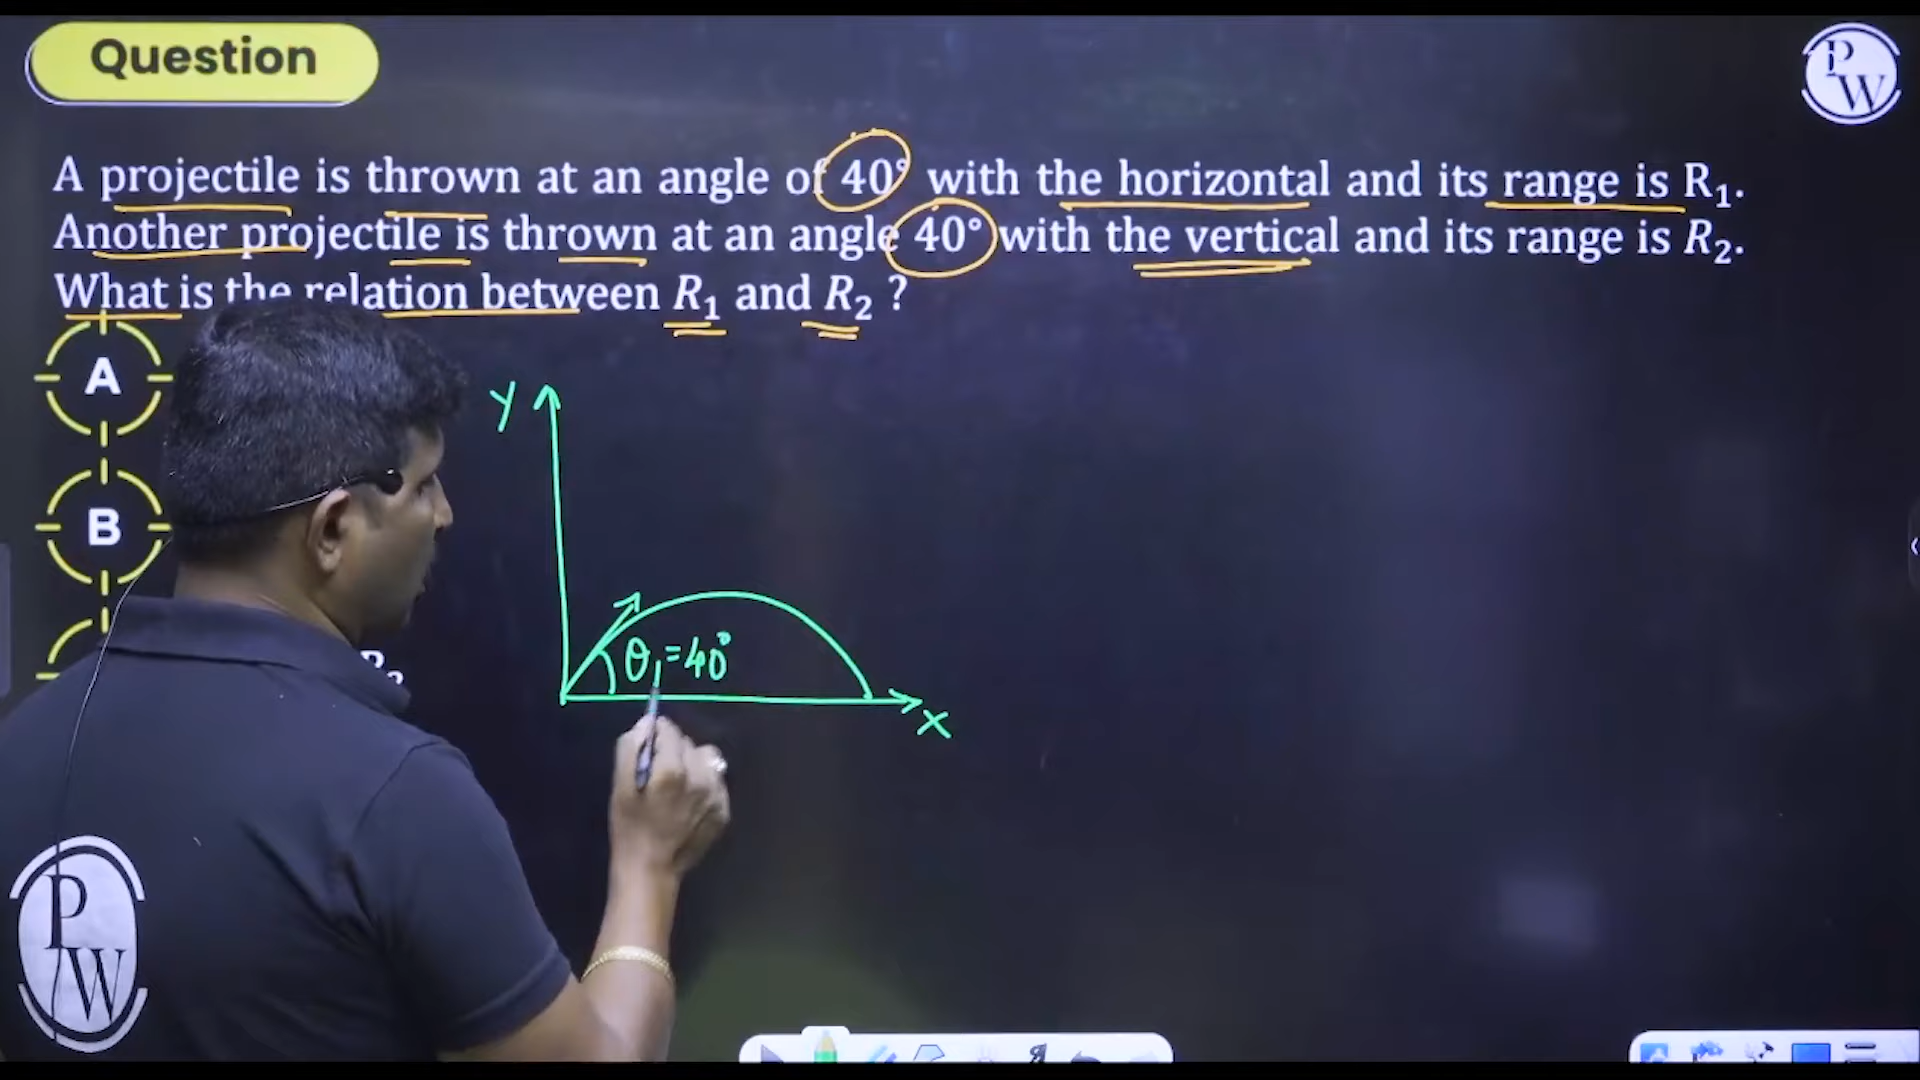 Question
PW
A projectile is thrown at an angle of 40° with the horizontal and its range is R₁.
Another projectile is thrown at an angle 40° with the vertical and its range is R₂.
What is the relation between R₁ and R₂ ?
A
B
Y
θ₁=40°
X
PW